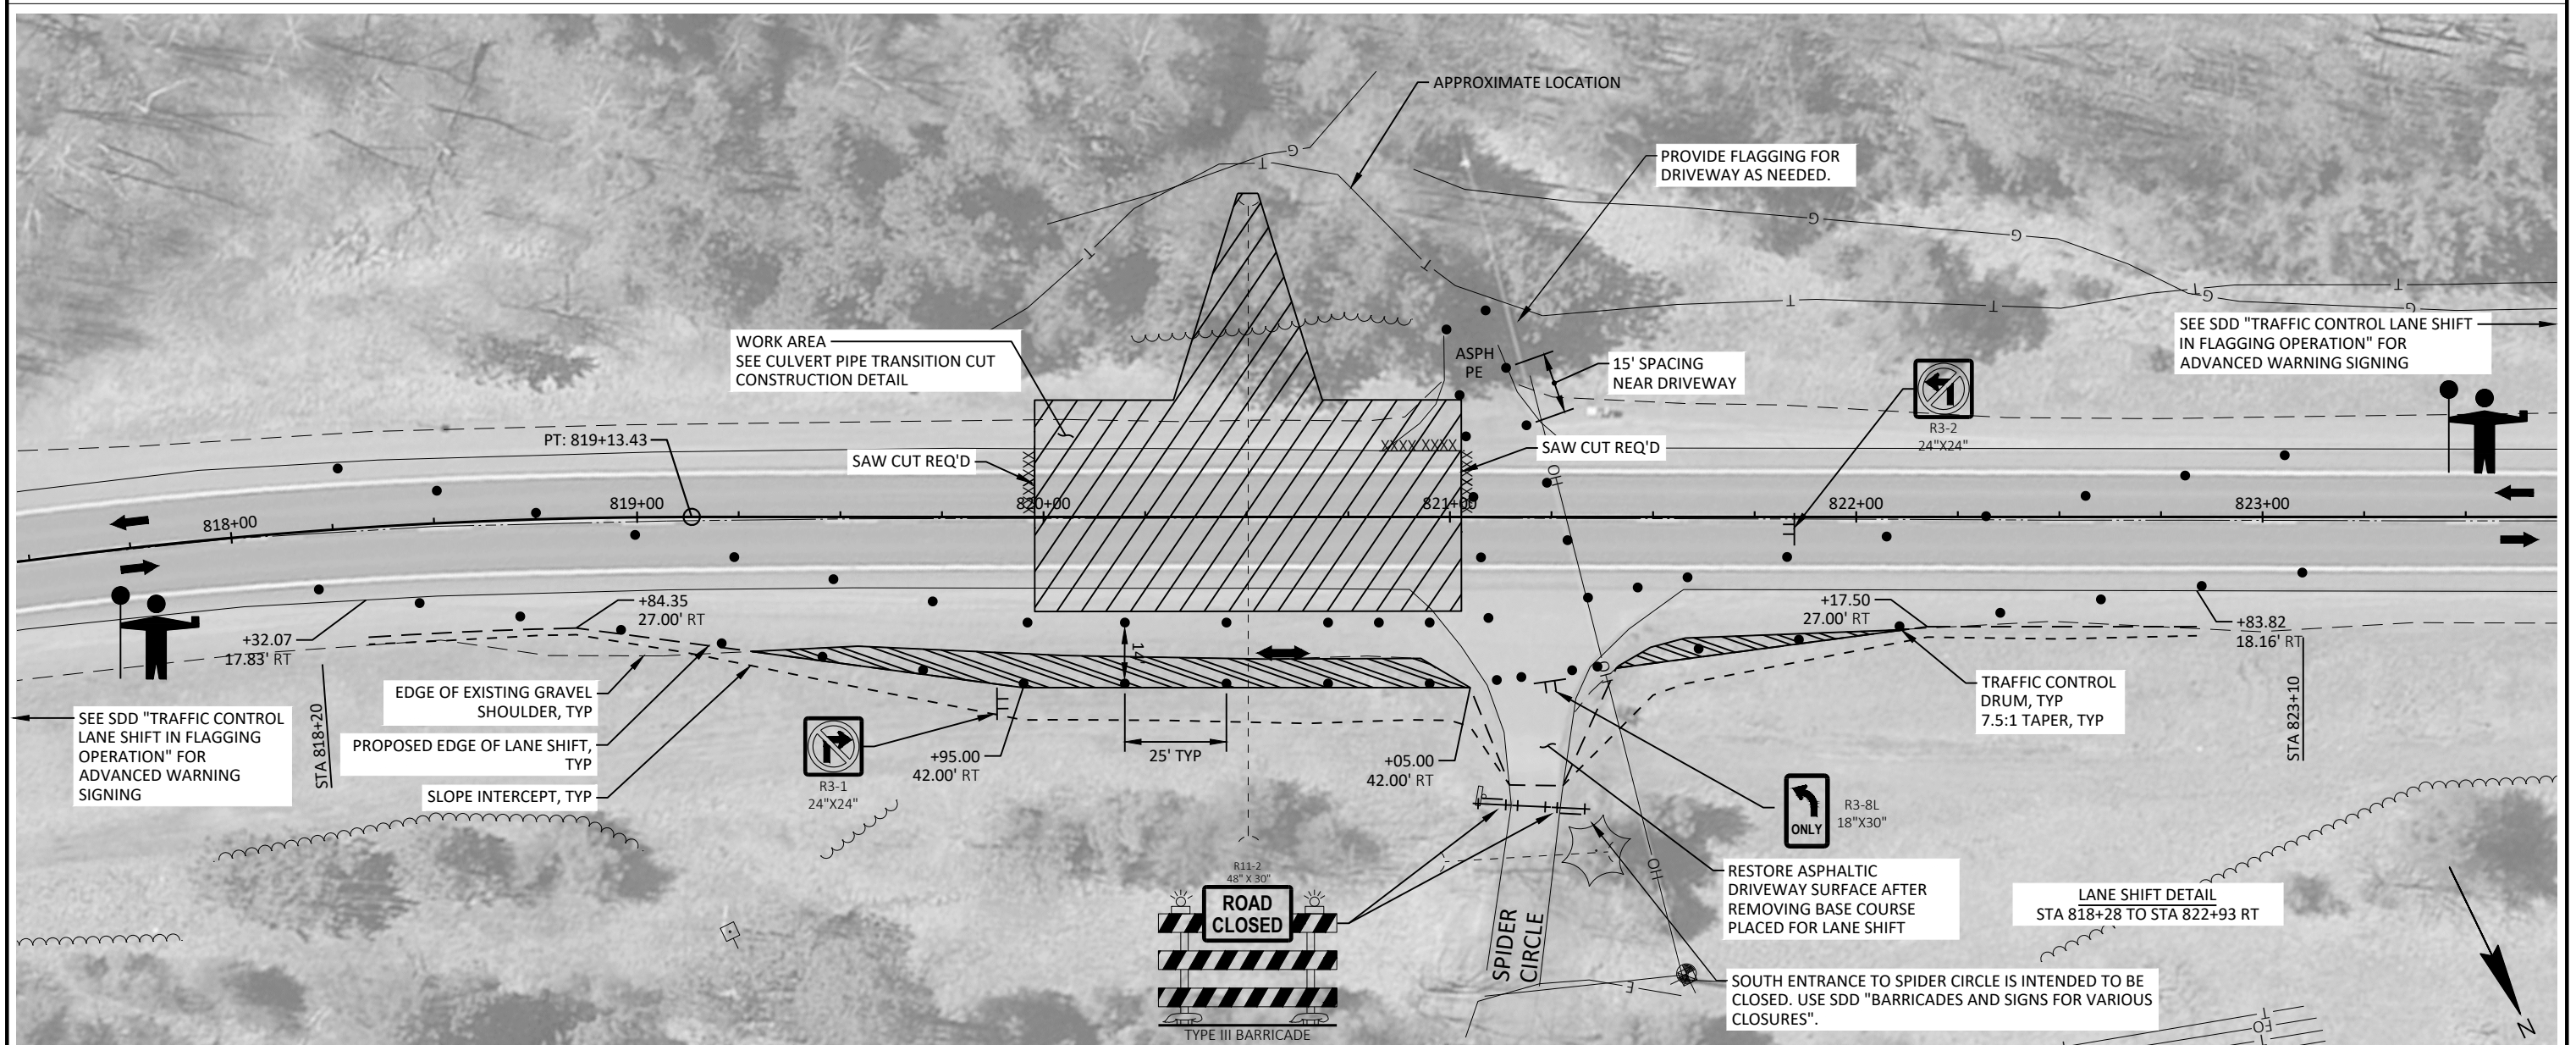 APPROXIMATE LOCATION
PROVIDE FLAGGING FOR
DRIVEWAY AS NEEDED.
G
T
G
G
T
T
T
T
T
G
T
G
SEE SDD "TRAFFIC CONTROL LANE SHIFT
IN FLAGGING OPERATION" FOR
ADVANCED WARNING SIGNING
WORK AREA
SEE CULVERT PIPE TRANSITION CUT
CONSTRUCTION DETAIL
ASPH
PE
15' SPACING
NEAR DRIVEWAY
R3-2
24"X24"
PT: 819+13.43
SAW CUT REQ'D
XXXX XXXX
SAW CUT REQ'D
OH
818+00
819+00
820+00
821+00
822+00
823+00
+32.07
17.83' RT
+84.35
27.00' RT
14'
+17.50
27.00' RT
+83.82
18.16' RT
EDGE OF EXISTING GRAVEL
SHOULDER, TYP
PROPOSED EDGE OF LANE SHIFT,
TYP
SLOPE INTERCEPT, TYP
SEE SDD "TRAFFIC CONTROL
LANE SHIFT IN FLAGGING
OPERATION" FOR
ADVANCED WARNING
SIGNING
STA 818+20
R3-1
24"X24"
+95.00
42.00' RT
25' TYP
+05.00
42.00' RT
OH
TRAFFIC CONTROL
DRUM, TYP
7.5:1 TAPER, TYP
STA 823+10
ONLY
R3-8L
18"X30"
R11-2
48" X 30"
ROAD
CLOSED
TYPE III BARRICADE
SPIDER
CIRCLE
OH
E
RESTORE ASPHALTIC
DRIVEWAY SURFACE AFTER
REMOVING BASE COURSE
PLACED FOR LANE SHIFT
LANE SHIFT DETAIL
STA 818+28 TO STA 822+93 RT
SOUTH ENTRANCE TO SPIDER CIRCLE IS INTENDED TO BE
CLOSED. USE SDD "BARRICADES AND SIGNS FOR VARIOUS
CLOSURES".
T
FO
T
N